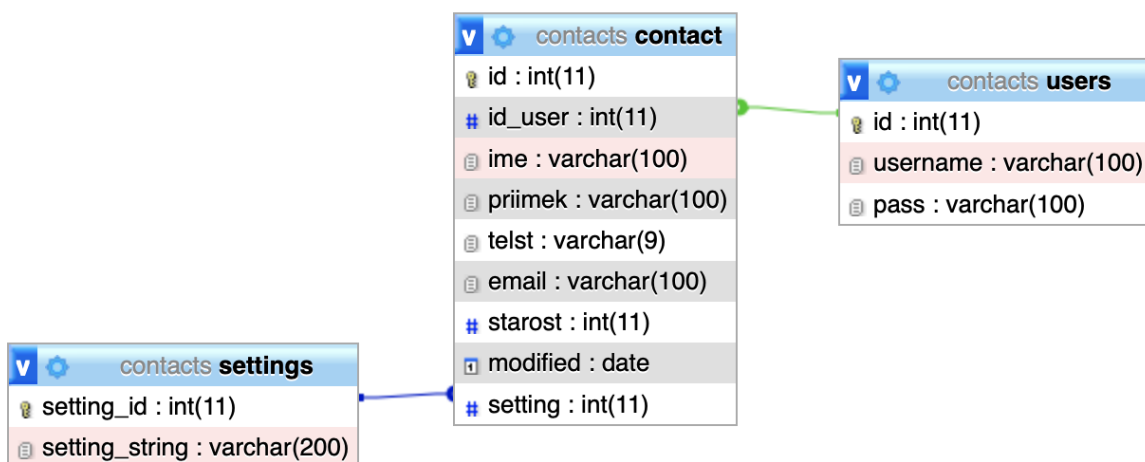 v contacts contact
id : int(11)
# id_user : int(11)
ime : varchar(100)
priimek : varchar(100)
telst : varchar(9)
email : varchar(100)
# starost : int(11)
modified : date
# setting : int(11)
v contacts users
id : int(11)
username : varchar(100)
pass : varchar(100)
v contacts settings
setting_id : int(11)
setting_string : varchar(200)